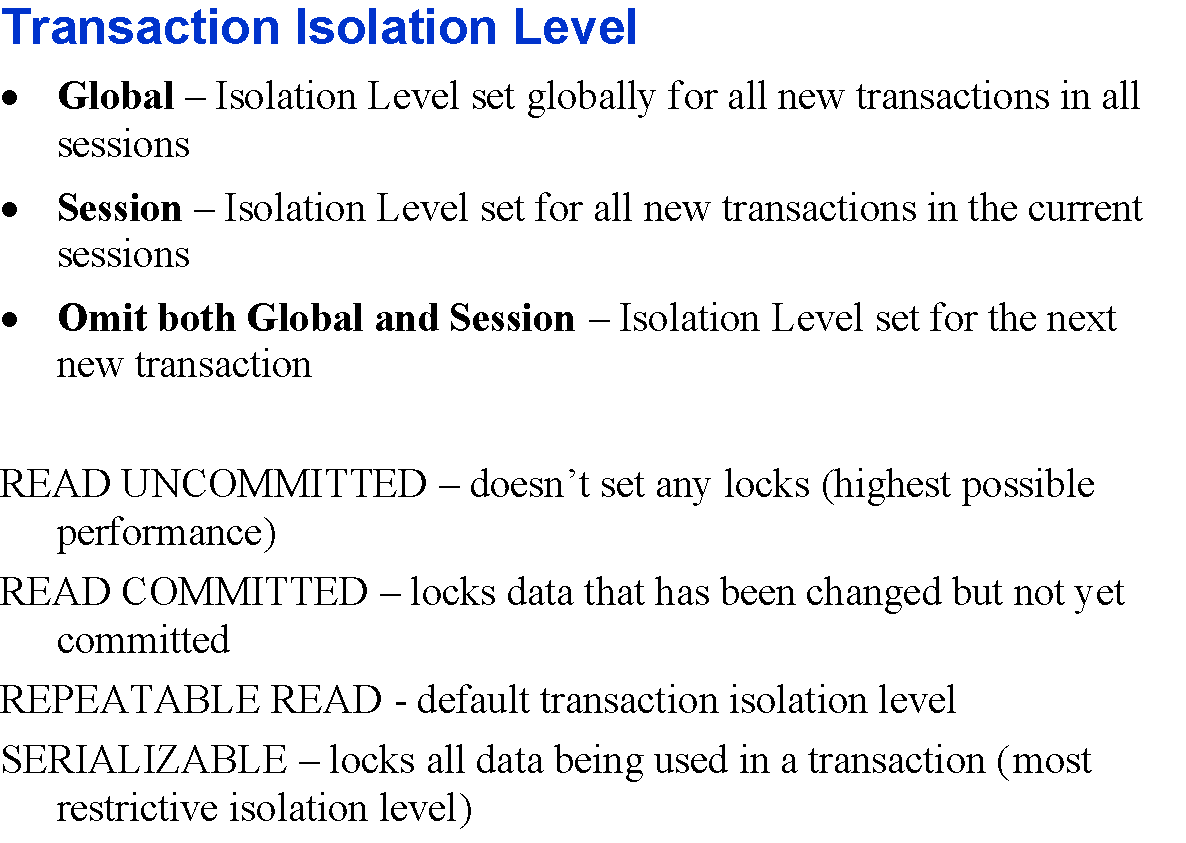 Transaction Isolation Level
• Global – Isolation Level set globally for all new transactions in all
sessions
• Session – Isolation Level set for all new transactions in the current
sessions
• Omit both Global and Session – Isolation Level set for the next
new transaction
READ UNCOMMITTED – doesn’t set any locks (highest possible
performance)
READ COMMITTED – locks data that has been changed but not yet
committed
REPEATABLE READ - default transaction isolation level
SERIALIZABLE – locks all data being used in a transaction (most
restrictive isolation level)